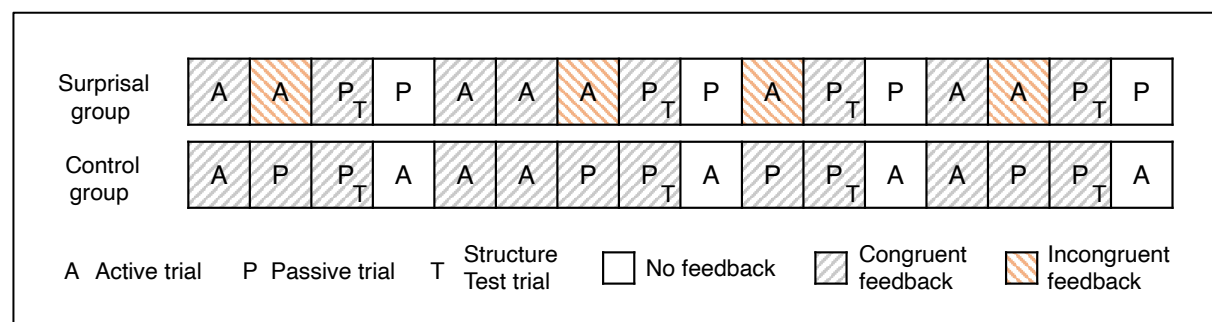 Surprisal
group
A A P T P A A A P T P A P T P A A P T P
Control
group
A P P T A A A P P T A P P T A A P P T A
A Active trial P Passive trial T Structure
Test trial No feedback Congruent
feedback Incongruent
feedback